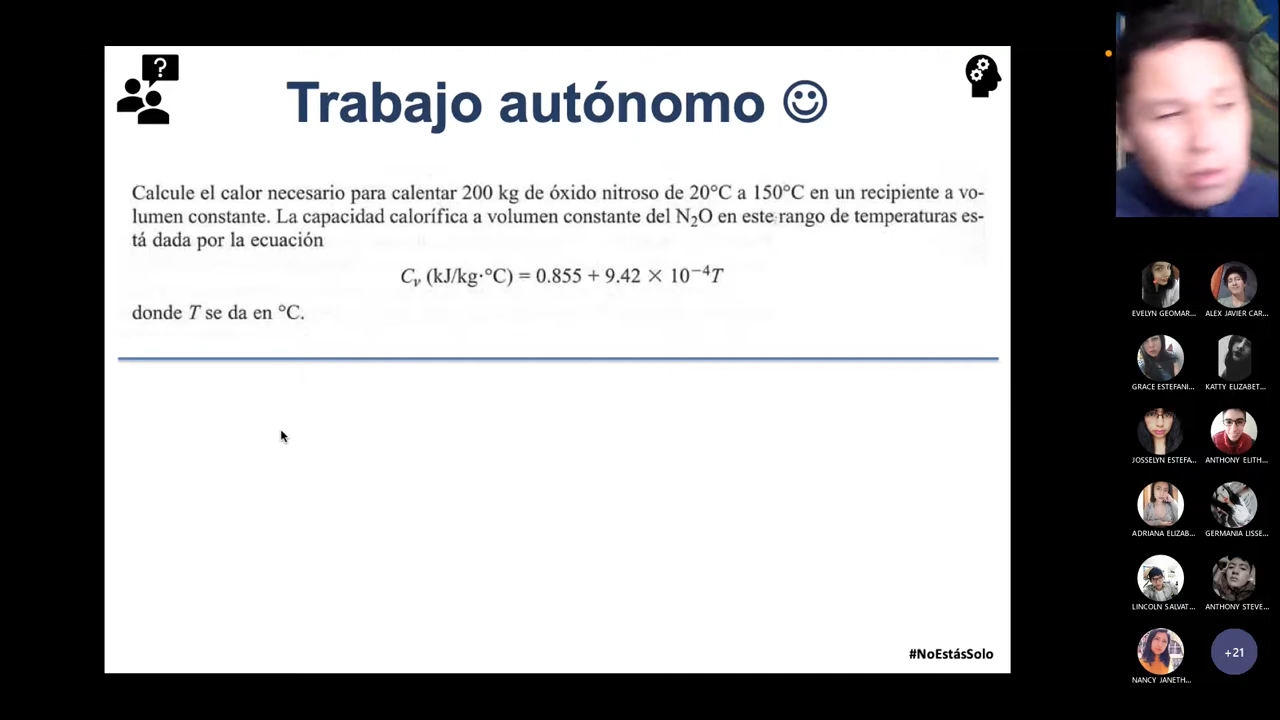 ?
Trabajo autónomo ☺
Calcule el calor necesario para calentar 200 kg de óxido nitroso de 20°C a 150°C en un recipiente a vo-
lumen constante. La capacidad calorífica a volumen constante del N₂O en este rango de temperaturas es-
tá dada por la ecuación
Cᵥ (kJ/kg·°C) = 0.855 + 9.42 × 10⁻⁴T
donde T se da en °C.
#NoEstásSolo
EVELYN GEOMAR...
ALEX JAVIER CAR...
GRACE ESTEFANI...
KATTY ELIZABET...
JOSSELYN ESTEFA...
ANTHONY ELITH...
ADRIANA ELIZAB...
GERMANIA LISSE...
LINCOLN SALVAT...
ANTHONY STEVE...
NANCY JANETH...
+21